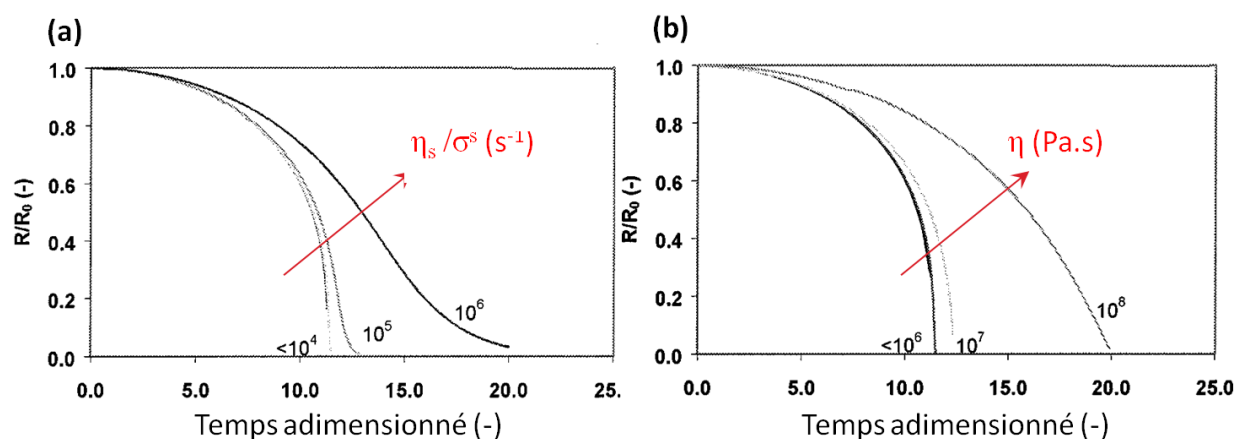 (a)
1.0
0.8
0.6
0.4
0.2
0.0
R/R₀ (-)
ηₛ /σˢ (s⁻¹)
<10⁴
10⁵
10⁶
0.0 5.0 10.0 15.0 20.0 25.
Temps adimensionné (-)
(b)
1.0
0.8
0.6
0.4
0.2
0.0
R/R₀ (-)
η (Pa.s)
<10⁶
10⁷
10⁸
0.0 5.0 10.0 15.0 20.0 25.0
Temps adimensionné (-)